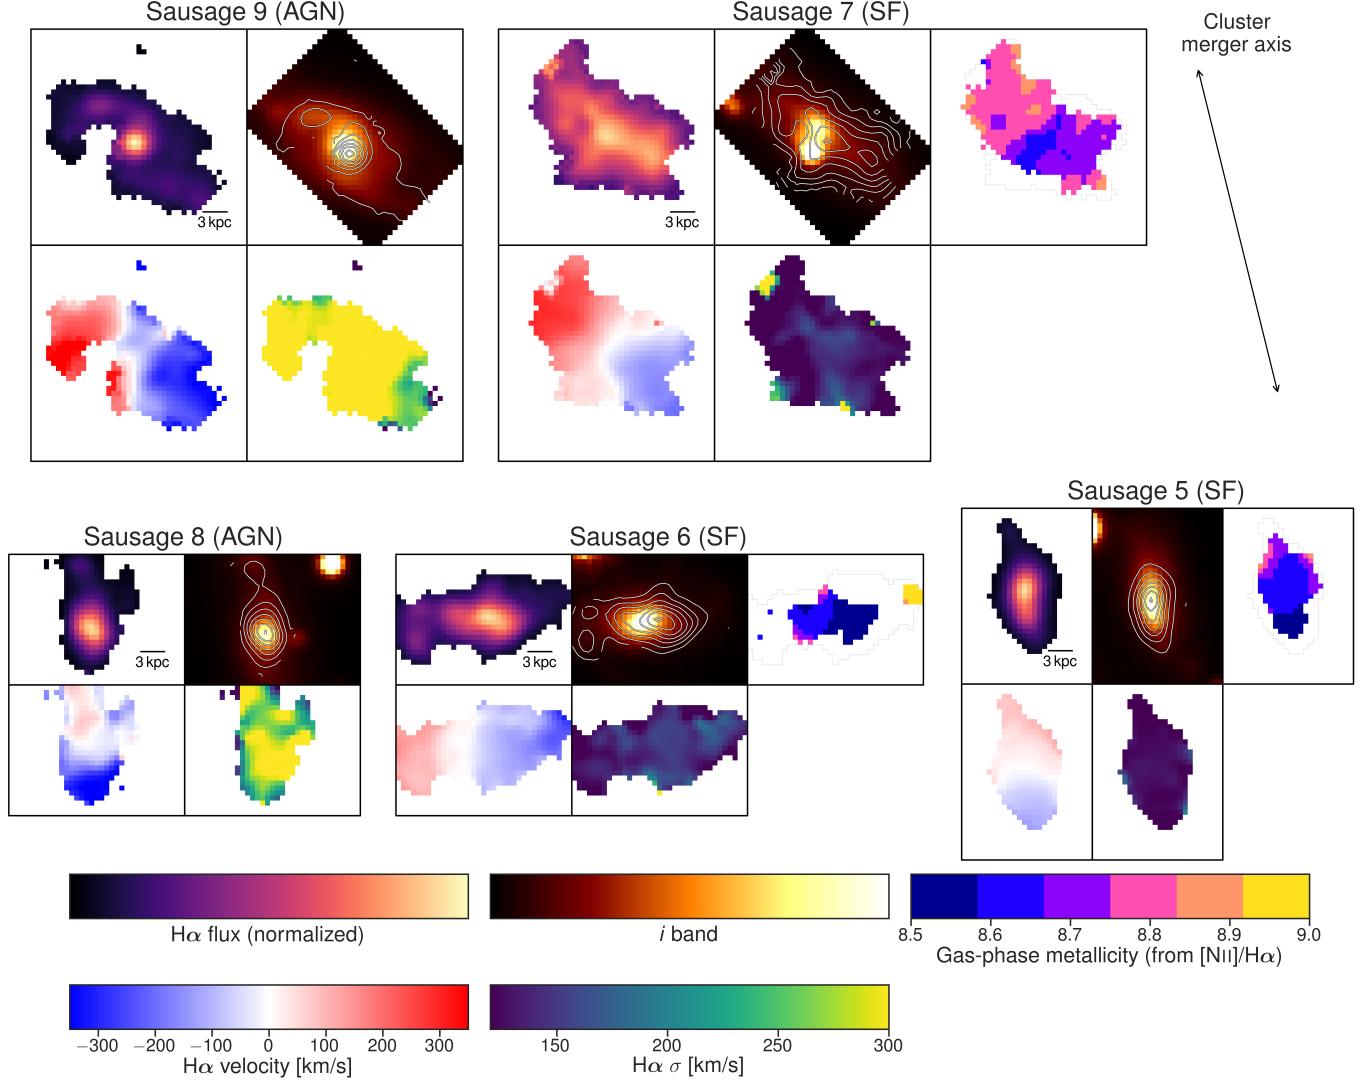 Sausage 9 (AGN)
Sausage 7 (SF)
Cluster
merger axis
3 kpc
3 kpc
Sausage 5 (SF)
Sausage 8 (AGN)
Sausage 6 (SF)
3 kpc
3 kpc
3 kpc
Hα flux (normalized)
i band
8.5 8.6 8.7 8.8 8.9 9.0
Gas-phase metallicity (from [NII]/Hα)
−300 −200 −100 0 100 200 300
Hα velocity [km/s]
150 200 250 300
Hα σ [km/s]